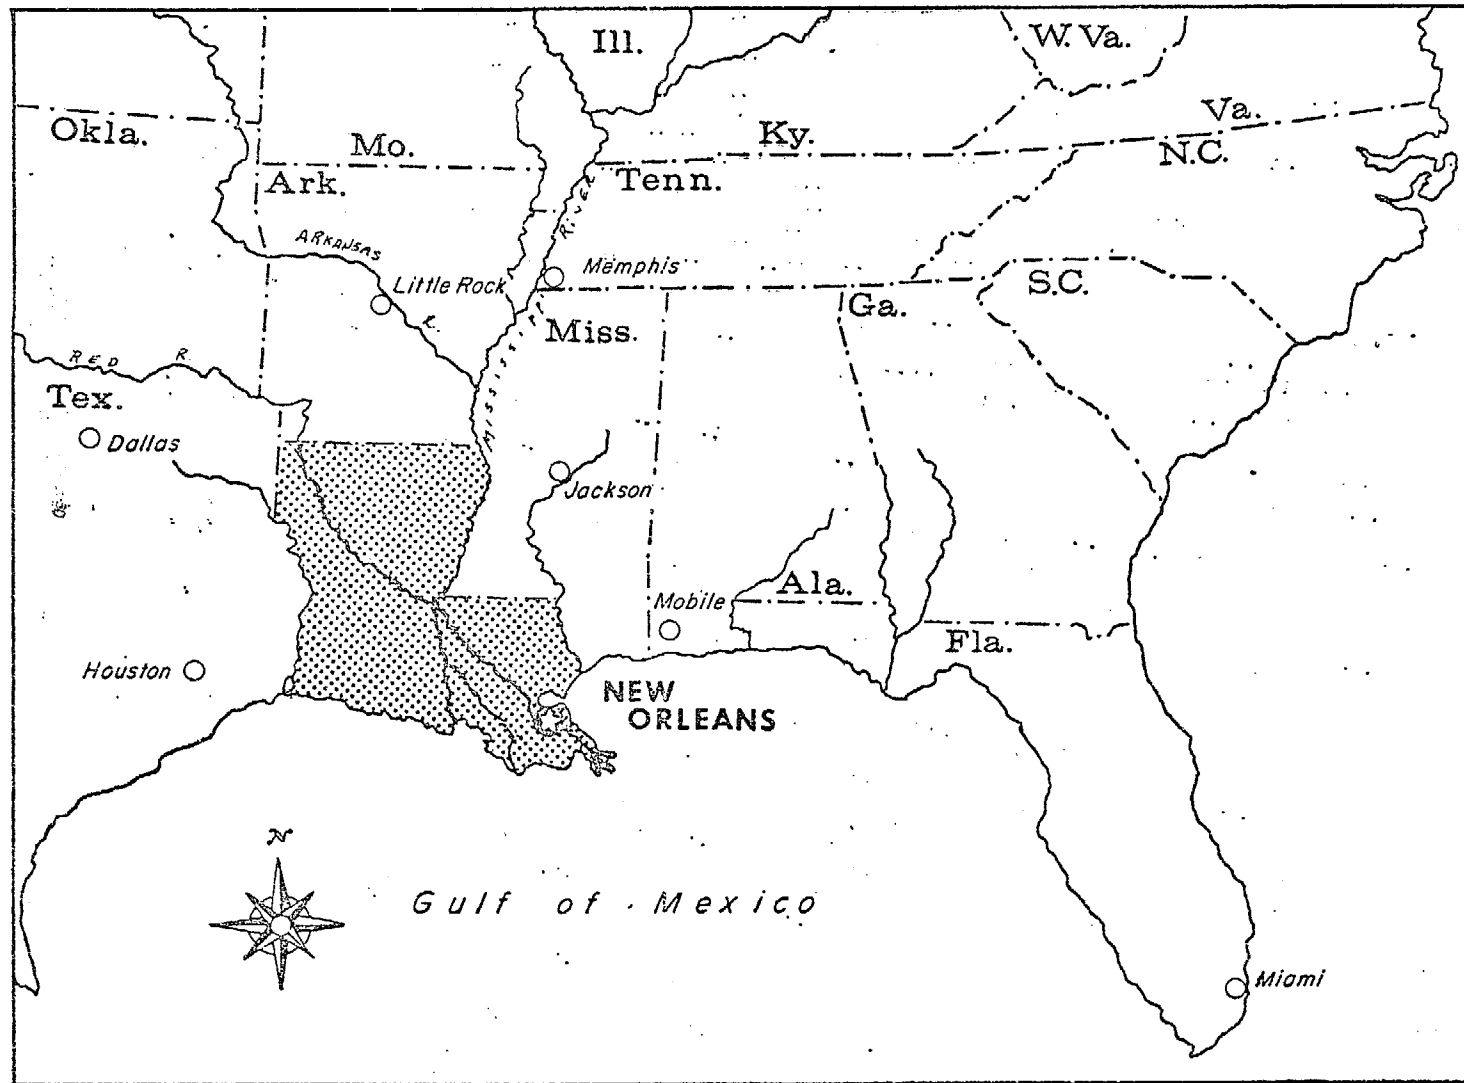 Ill.
W. Va.
Okla.
Mo.
Ky.
Va.
N.C.
Ark.
Tenn.
ARKANSAS
R.
RIVER
Memphis
Little Rock
S.C.
Ga.
Miss.
MISSISSIPPI
RED R.
Tex.
Dallas
Jackson
Ala.
Mobile
Fla.
Houston
NEW
ORLEANS
N
Gulf of Mexico
Miami